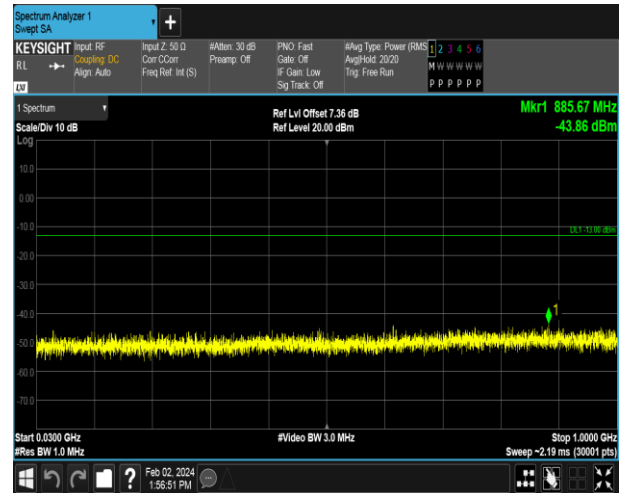 Spectrum Analyzer 1
Swept SA
+
KEYSIGHT
RL
LXI
Input: RF
Coupling: DC
Align: Auto
Input Z: 50 Ω
Corr CCorr
Freq Ref: Int (S)
#Atten: 30 dB
Preamp: Off
PNO: Fast
Gate: Off
IF Gain: Low
Sig Track: Off
#Avg Type: Power (RMS
Avg|Hold: 20/20
Trig: Free Run
1 2 3 4 5 6
M W W W W W
P P P P P P
1 Spectrum
Scale/Div 10 dB
Log
Ref Lvl Offset 7.36 dB
Ref Level 20.00 dBm
Mkr1 885.67 MHz
-43.86 dBm
10.0
0.00
-10.0
DL1 -13.00 dBm
-20.0
-30.0
-40.0
1
-50.0
-60.0
-70.0
Start 0.0300 GHz
#Res BW 1.0 MHz
#Video BW 3.0 MHz
Stop 1.0000 GHz
Sweep ~2.19 ms (30001 pts)
?
Feb 02, 2024
1:56:51 PM